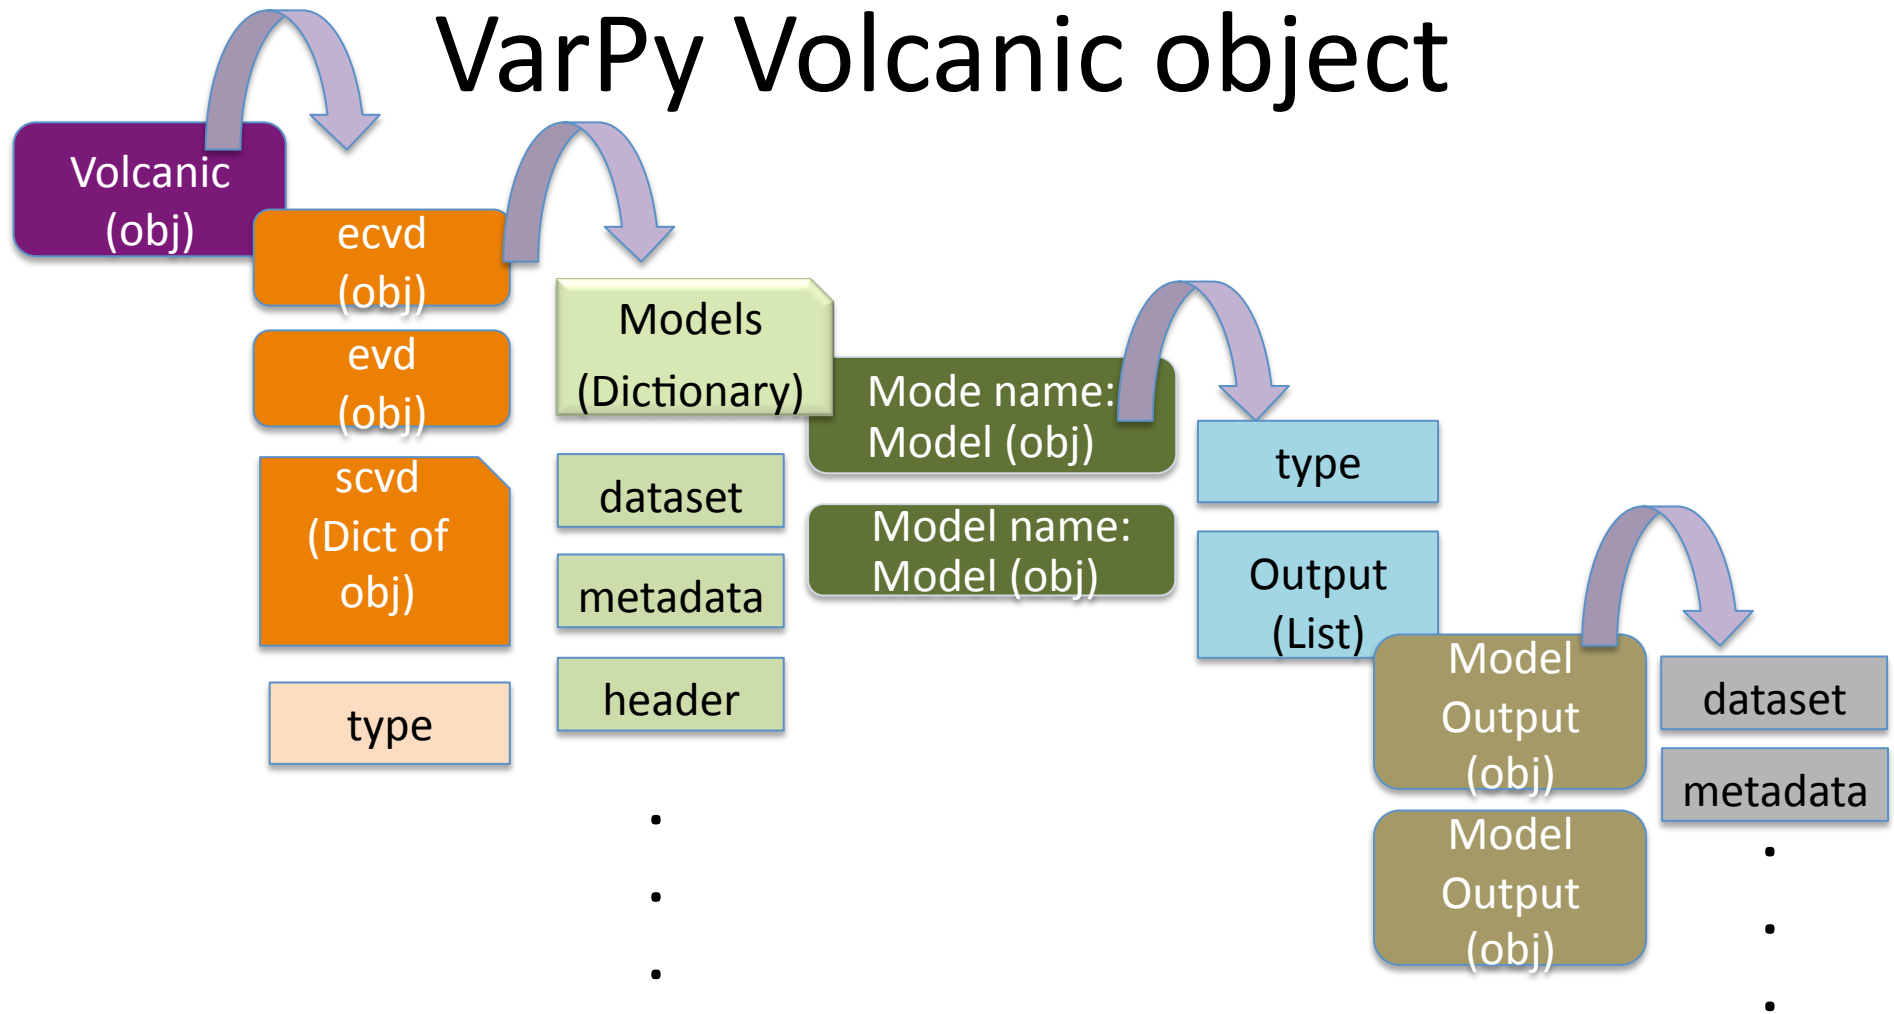 VarPy Volcanic object
Volcanic
(obj)
ecvd
(obj)
evd
(obj)
scvd
(Dict of
obj)
type
Models
(Dictionary)
dataset
metadata
header
.
.
.
Mode name:
Model (obj)
Model name:
Model (obj)
type
Output
(List)
Model
Output
(obj)
Model
Output
(obj)
dataset
metadata
.
.
.